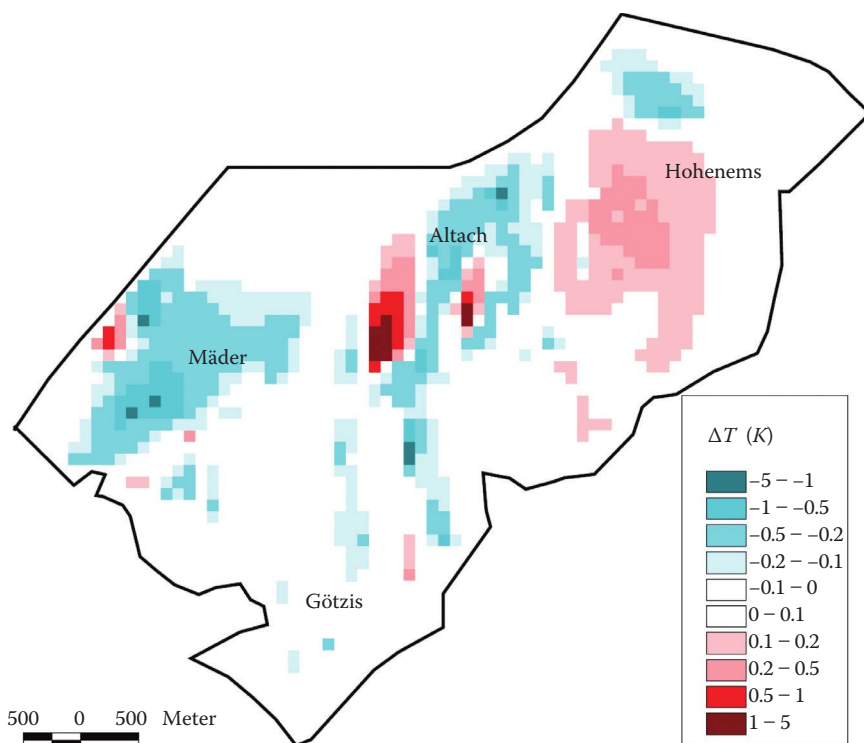 Hohenems
Altach
Mäder
Götzis
ΔT (K)
–5 – –1
–1 – –0.5
–0.5 – –0.2
–0.2 – –0.1
–0.1 – 0
0 – 0.1
0.1 – 0.2
0.2 – 0.5
0.5 – 1
1 – 5
500 0 500 Meter